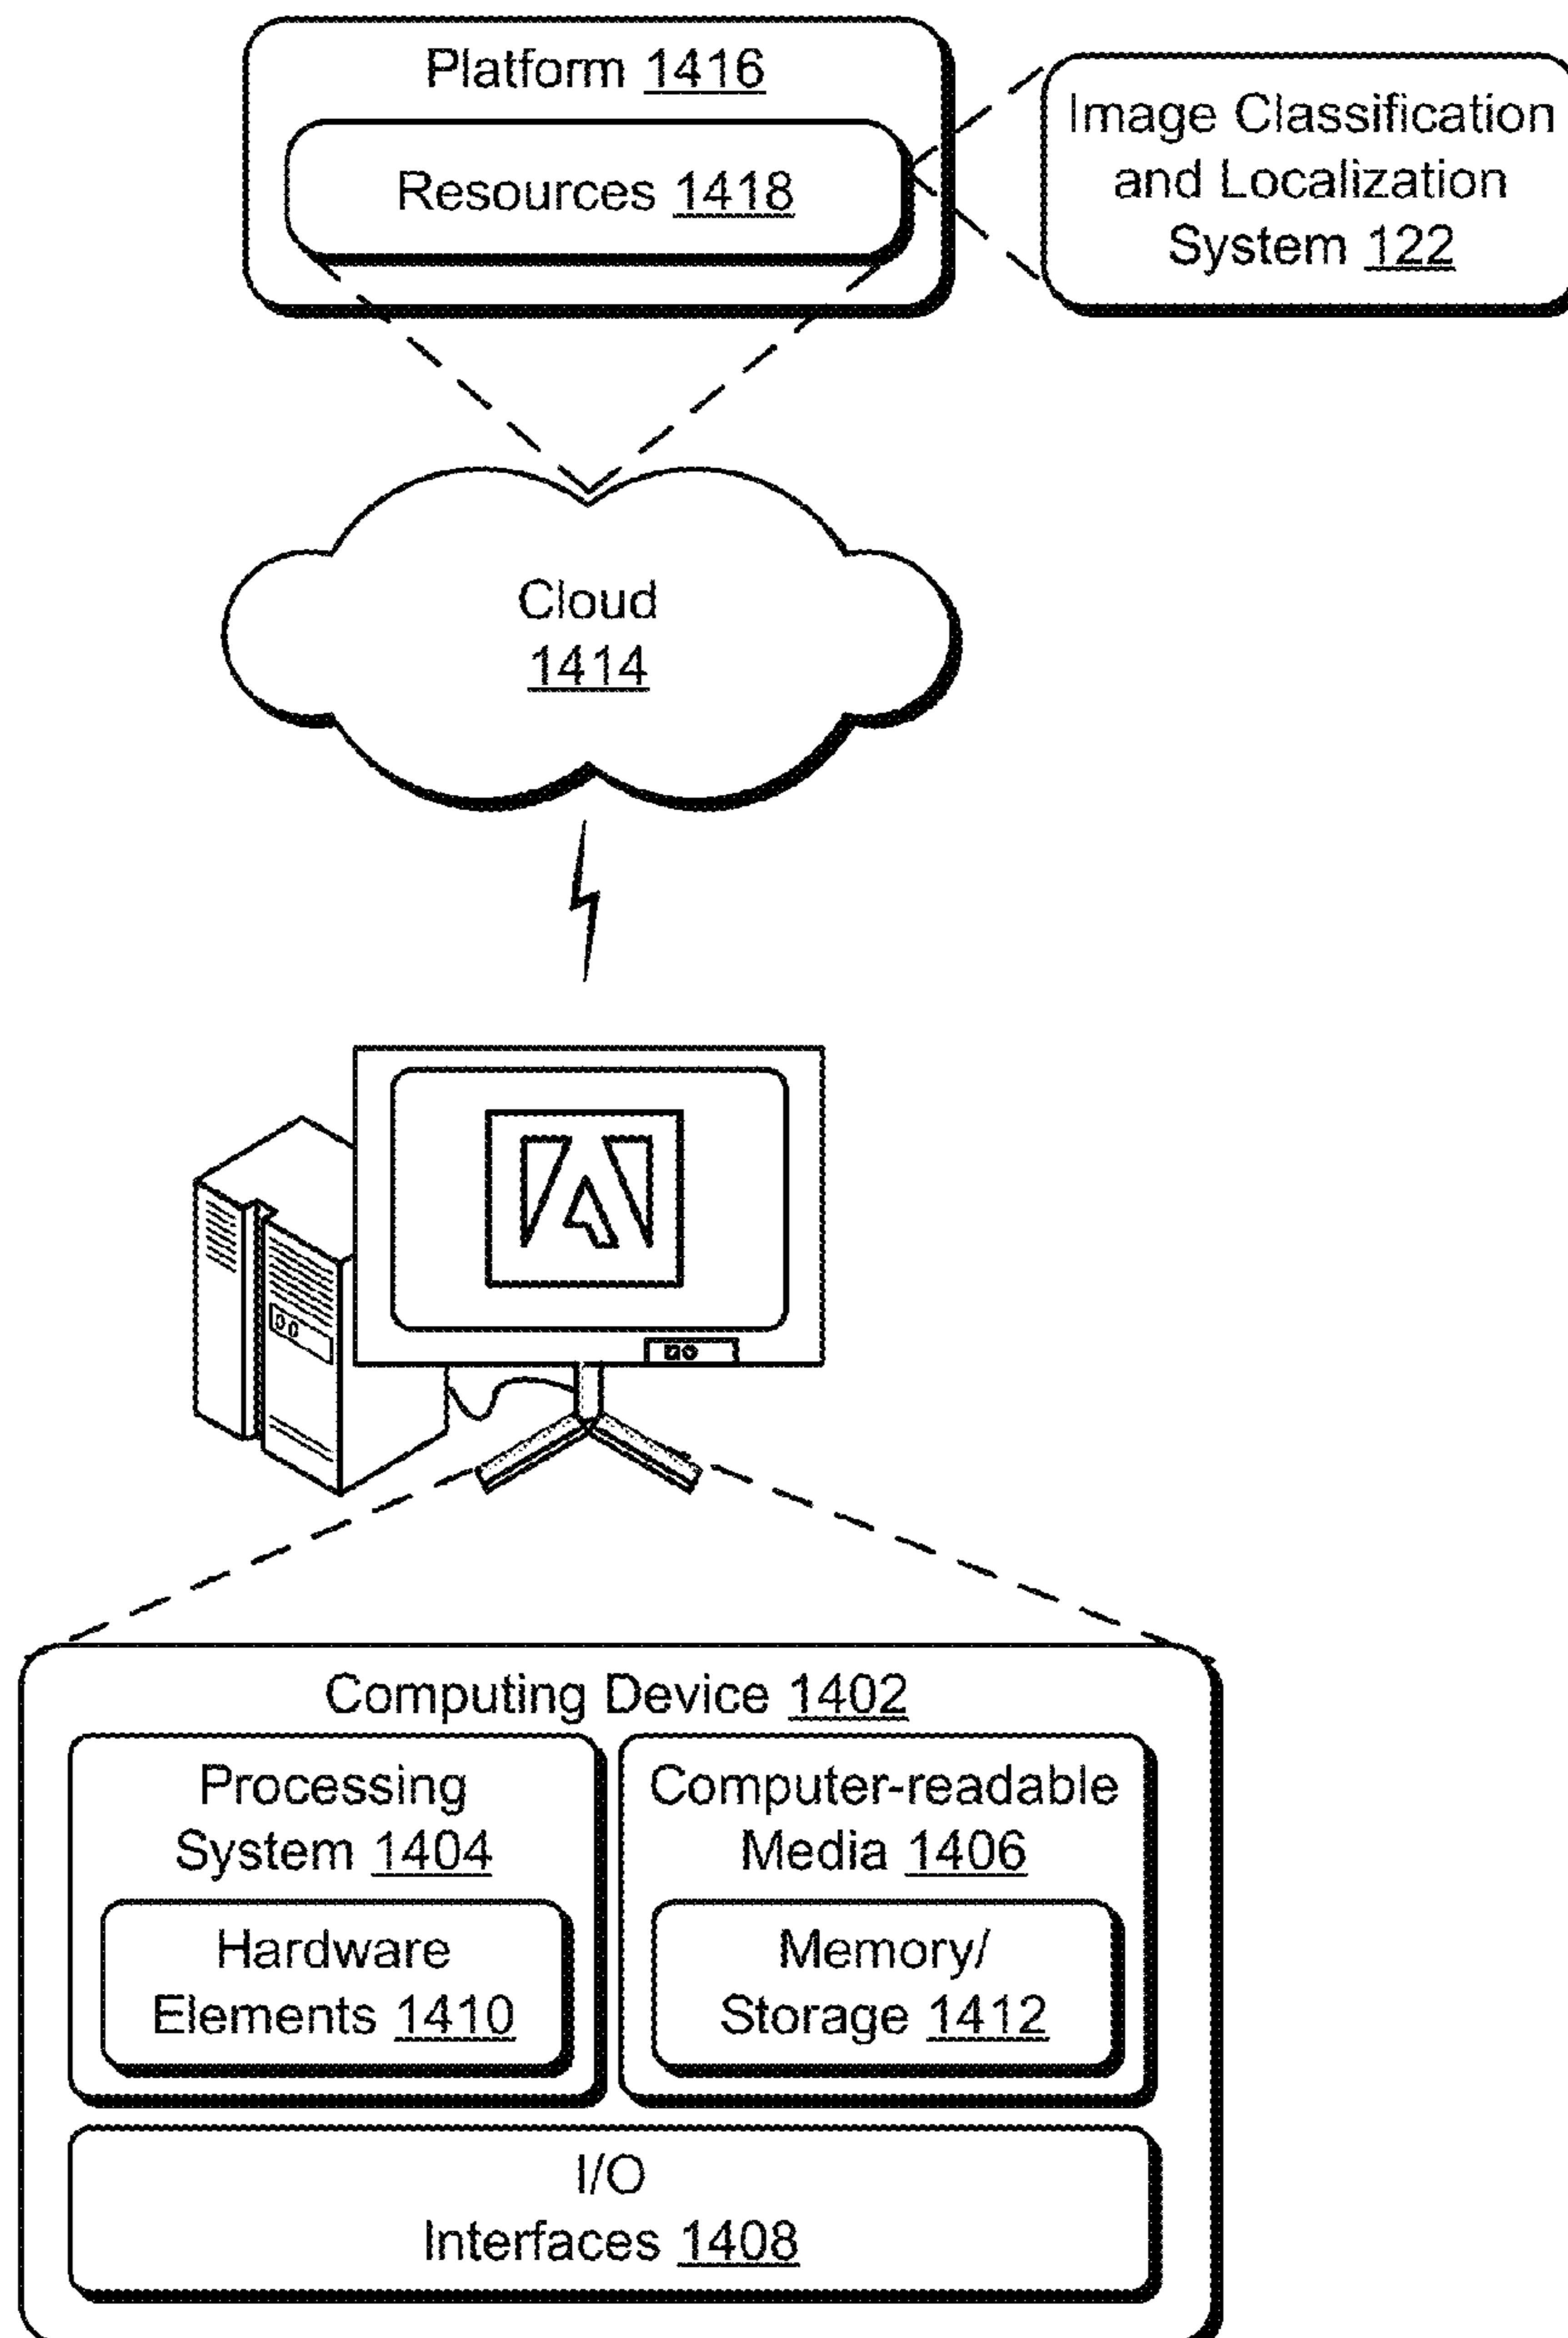 Platform 1416
Resources 1418
Image Classification
and Localization
System 122
Cloud
1414
Computing Device 1402
Processing
System 1404
Hardware
Elements 1410
Computer-readable
Media 1406
Memory/
Storage 1412
I/O
Interfaces 1408